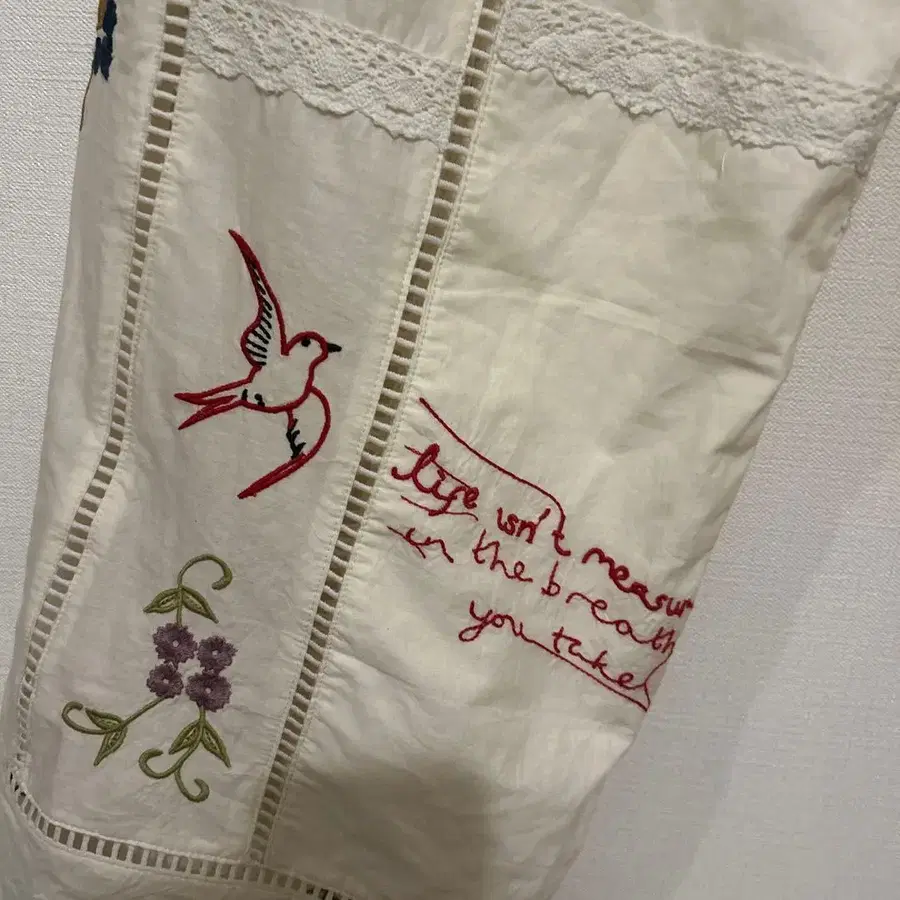 life isn't measur
in the breath
you take